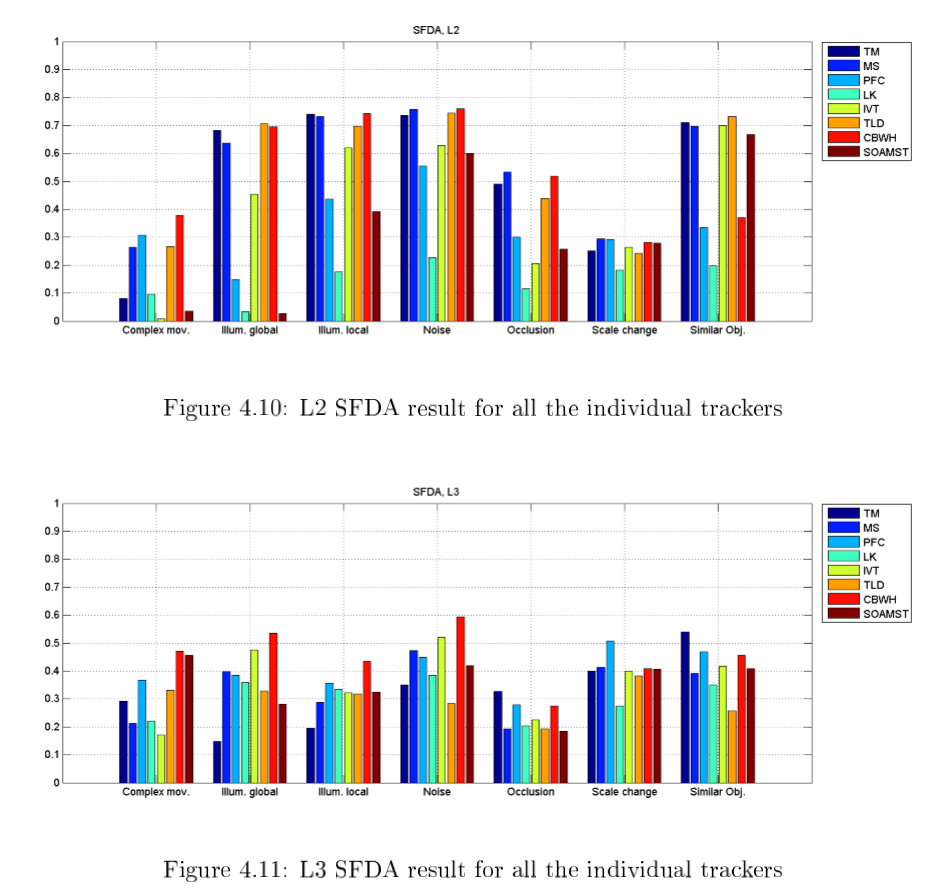 SFDA, L2
1
0.9
0.8
0.7
0.6
0.5
0.4
0.3
0.2
0.1
0
Complex mov. Illum. global Illum. local Noise Occlusion Scale change Similar Obj.
TM
MS
PFC
LK
IVT
TLD
CBWH
SOAMST
Figure 4.10: L2 SFDA result for all the individual trackers
SFDA, L3
1
0.9
0.8
0.7
0.6
0.5
0.4
0.3
0.2
0.1
0
Complex mov. Illum. global Illum. local Noise Occlusion Scale change Similar Obj.
TM
MS
PFC
LK
IVT
TLD
CBWH
SOAMST
Figure 4.11: L3 SFDA result for all the individual trackers